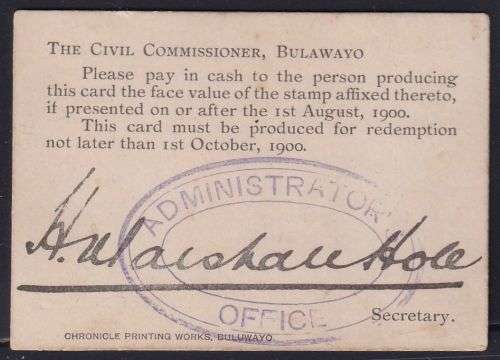 THE CIVIL COMMISSIONER, BULAWAYO
Please pay in cash to the person producing
this card the face value of the stamp affixed thereto,
if presented on or after the 1st August, 1900.
This card must be produced for redemption
not later than 1st October, 1900.
ADMINISTRATOR'S
H. Marshall Hole
OFFICE
Secretary.
CHRONICLE PRINTING WORKS, BULUWAYO